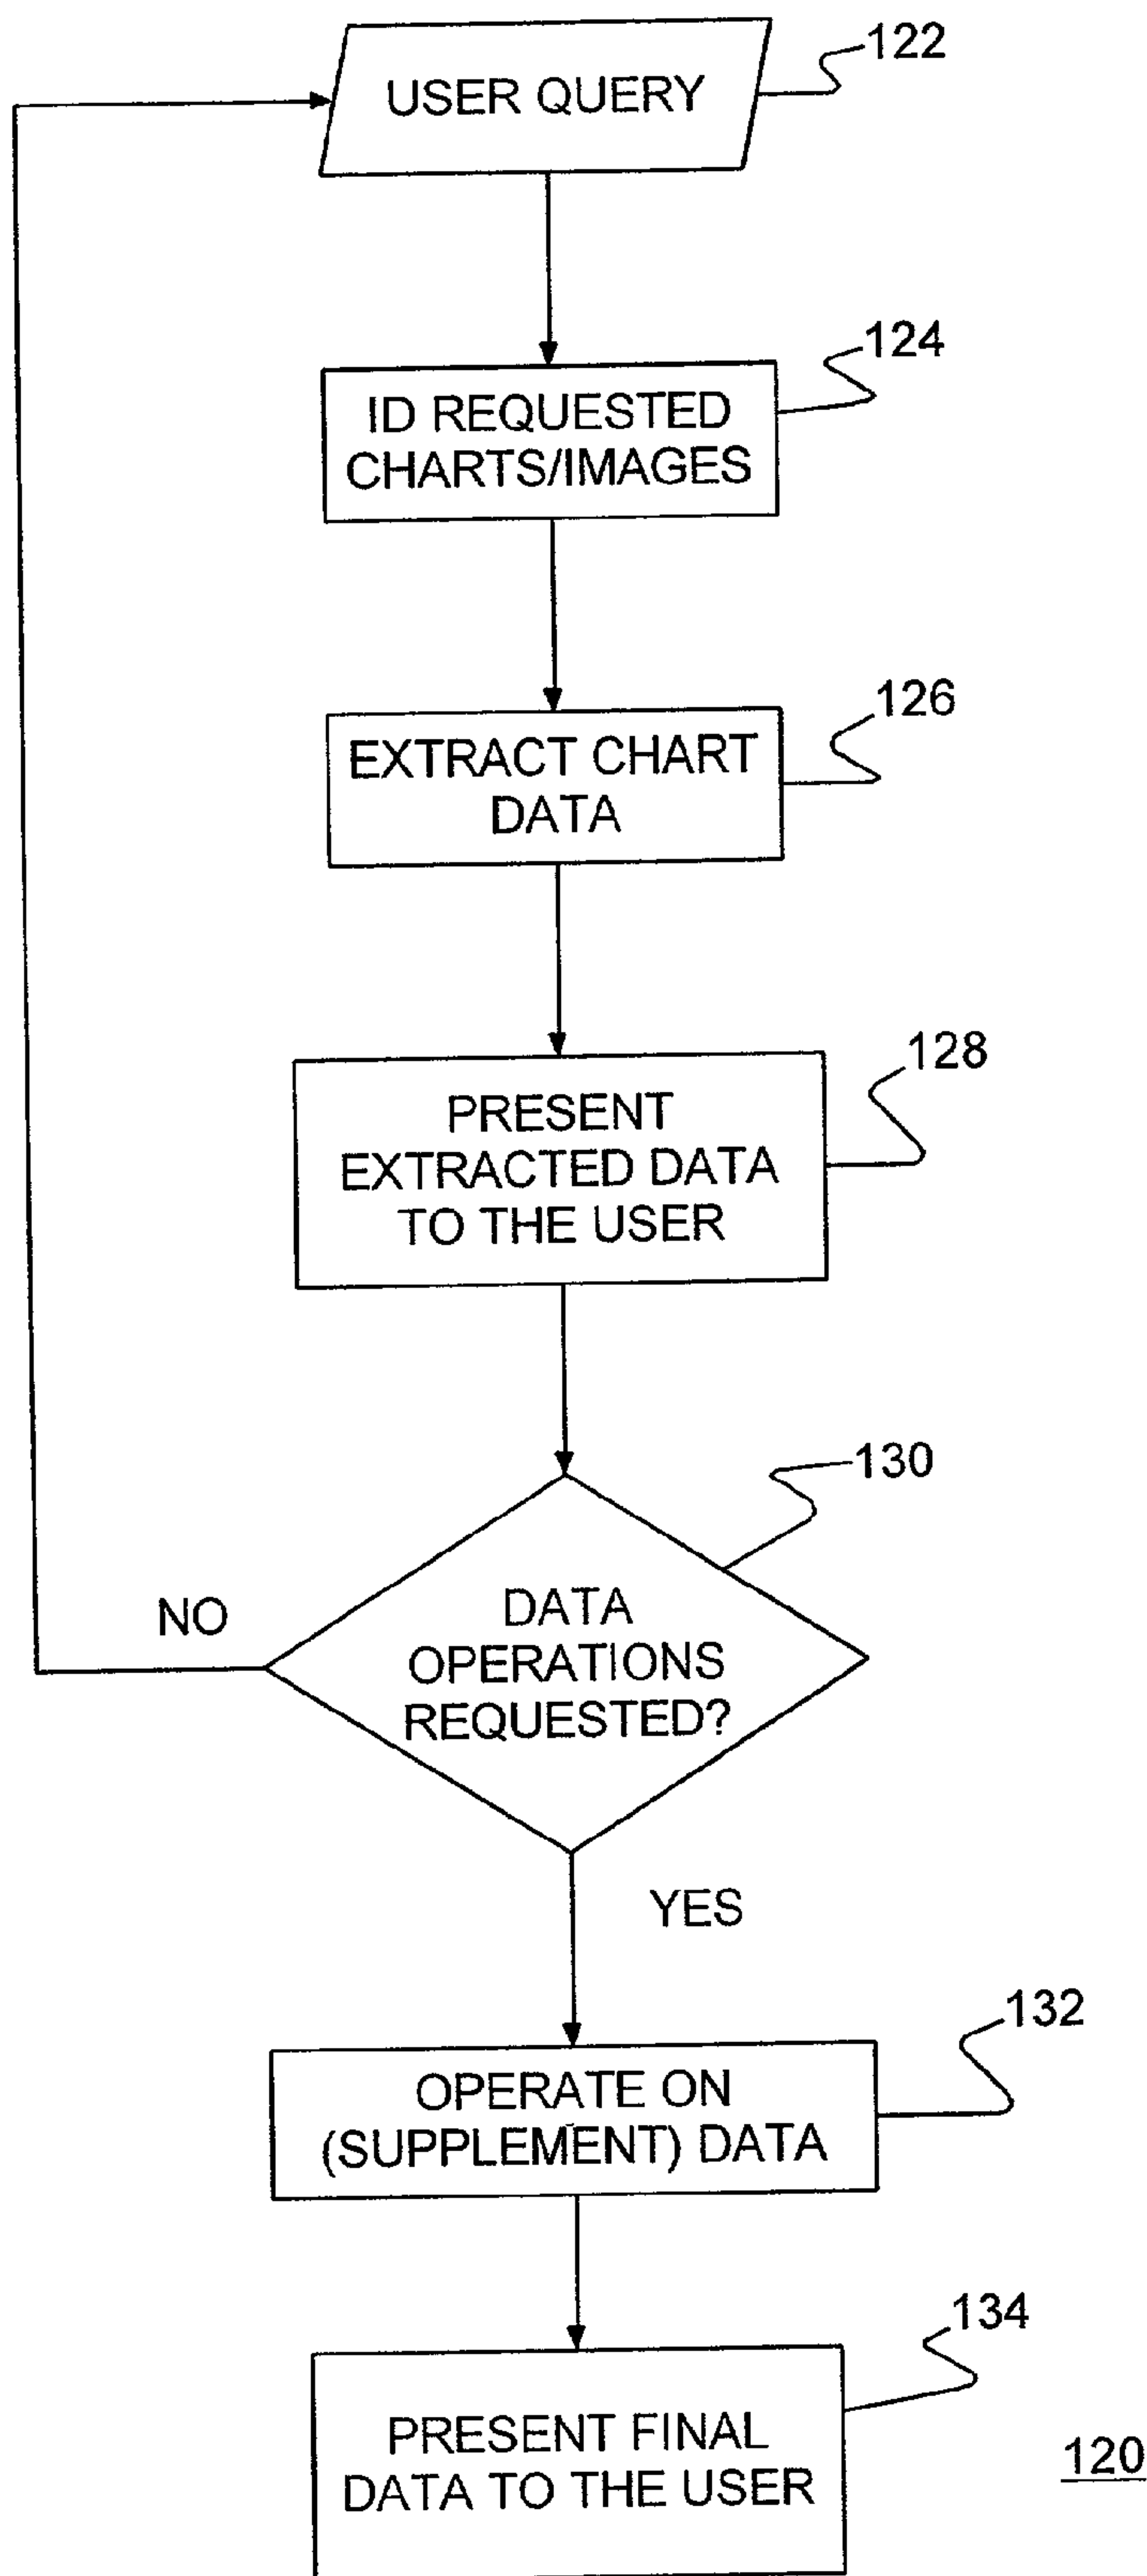 USER QUERY
122
ID REQUESTED
CHARTS/IMAGES
124
EXTRACT CHART
DATA
126
PRESENT
EXTRACTED DATA
TO THE USER
128
DATA
OPERATIONS
REQUESTED?
130
NO
YES
OPERATE ON
(SUPPLEMENT) DATA
132
PRESENT FINAL
DATA TO THE USER
134
120